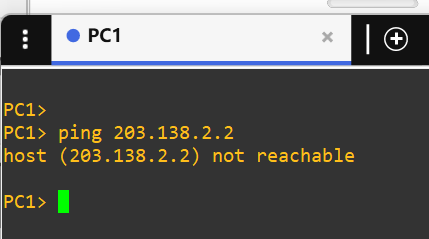 PC1
PC1>
PC1> ping 203.138.2.2
host (203.138.2.2) not reachable
PC1>